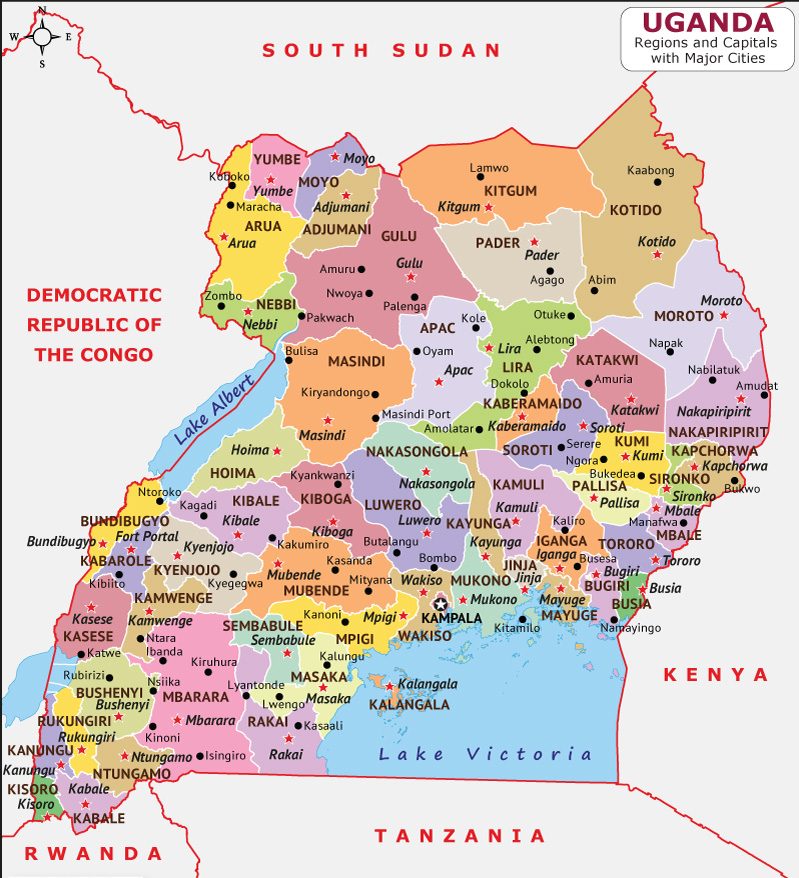 UGANDA
Regions and Capitals
with Major Cities
N
W E
S
SOUTH SUDAN
YUMBE
Moyo
Koboko
Yumbe
MOYO
Lamwo
Kaabong
Maracha
Adjumani
KITGUM
Kitgum
KOTIDO
ARUA
ADJUMANI
GULU
PADER
Arua
Pader
Kotido
Amuru
Gulu
Agago
Abim
Nwoya
Palenga
DEMOCRATIC
REPUBLIC OF
THE CONGO
Zombo
NEBBI
Nebbi
Pakwach
Kole
Otuke
MOROTO
Moroto
APAC
Lira
Alebtong
Napak
Bulisa
MASINDI
Oyam
LIRA
KATAKWI
Apac
Dokolo
Amuria
Nabilatuk
Amudat
Lake Albert
Kiryandongo
KABERAMAIDO
Katakwi
Nakapiripirit
Masindi Port
Kaberamaido
Masindi
Amolatar
Soroti
NAKAPIRIPIRIT
Hoima
NAKASONGOLA
SOROTI
Serere
KUMI
Kumi
KAPCHORWA
HOIMA
Ngora
Kapchorwa
Nakasongola
Bukedea
SIRONKO
Kyankwanzi
KAMULI
PALLISA
Bukwo
Ntoroko
KIBALE
KIBOGA
Pallisa
Sironko
Kagadi
LUWERO
Kamuli
Mbale
BUNDIBUGYO
Kibale
Kiboga
Luwero
KAYUNGA
Kaliro
Manafwa
MBALE
Bundibugyp
Fort Portal
Kyenjojo
Kakumiro
Butalangu
Kayunga
IGANGA
TORORO
KABAROLE
KYENJOJO
Mubende
Kasanda
Bombo
JINJA
Iganga
Busesa
Tororo
Kibiito
Kyegegwa
MUBENDE
Mityana
Wakiso
MUKONO
Jinja
Bugiri
BUGIRI
Busia
KAMWENGE
Mukono
Mayuge
BUSIA
Kasese
Kamwenge
Kanoni
Mpigi
KAMPALA
MAYUGE
SEMBABULE
MPIGI
WAKISO
Kitamilo
Namayingo
KASESE
Ntara
Sembabule
Katwe
Ibanda
Kalungu
KENYA
Kiruhura
MASAKA
Rubirizi
Nsiika
Lyantonde
Masaka
Kalangala
BUSHENYI
MBARARA
Lwengo
KALANGALA
Bushenyi
RUKUNGIRI
Mbarara
RAKAI
Kasaali
Rukungiri
Kinoni
KANUNGU
Ntungamo
Isingiro
Rakai
Lake Victoria
Kanungu
NTUNGAMO
KISORO
Kabale
Kisoro
KABALE
TANZANIA
RWANDA